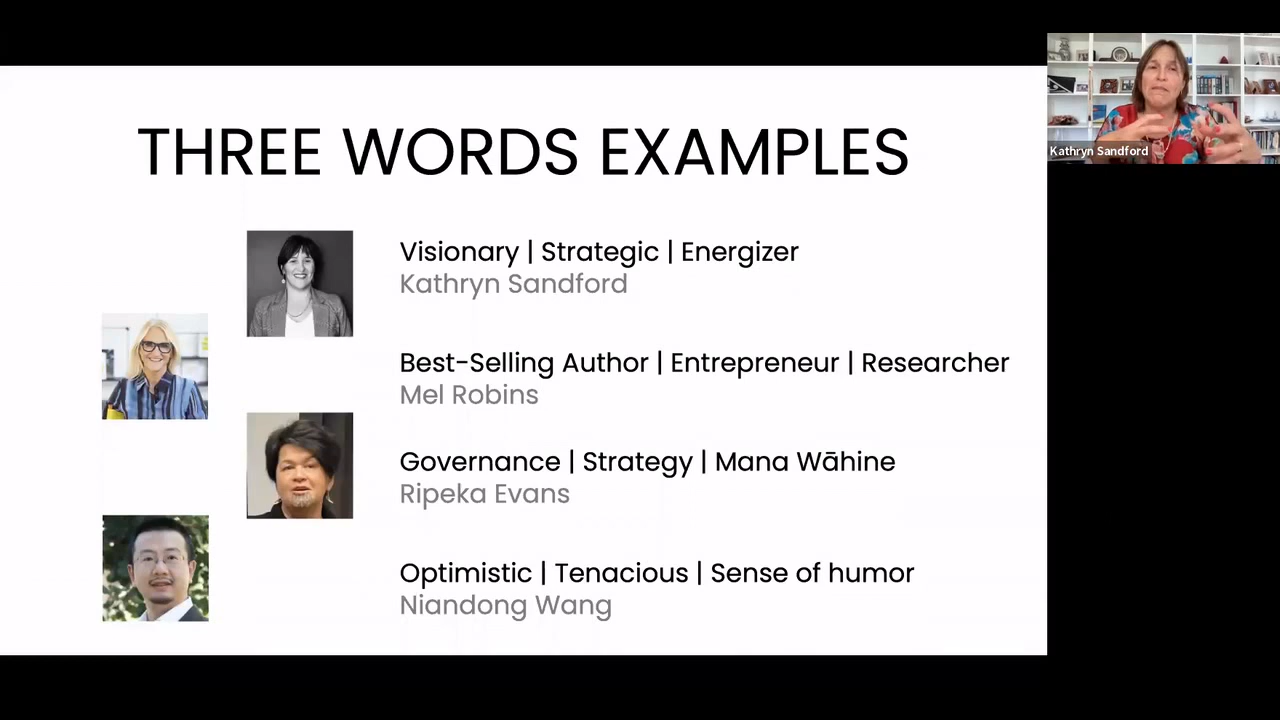 THREE WORDS EXAMPLES
Visionary | Strategic | Energizer
Kathryn Sandford
Best-Selling Author | Entrepreneur | Researcher
Mel Robins
Governance | Strategy | Mana Wāhine
Ripeka Evans
Optimistic | Tenacious | Sense of humor
Niandong Wang
Kathryn Sandford